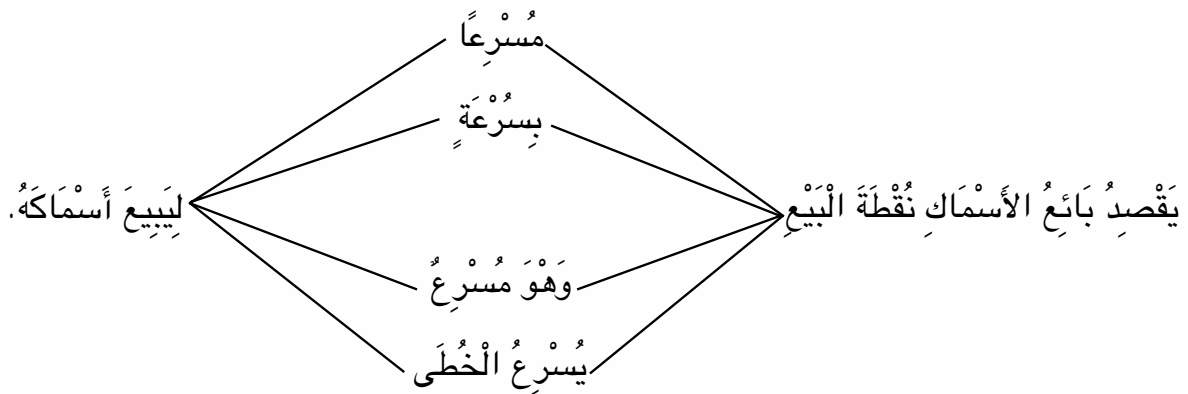 مُسْرِعًا
بِسُرْعَةٍ
يَقْصِدُ بَائِعُ الأَسْمَاكِ نُقْطَةَ الْبَيْعِ
لِيَبِيعَ أَسْمَاكَهُ.
وَهْوَ مُسْرِعٌ
يُسْرِعُ الْخُطَى